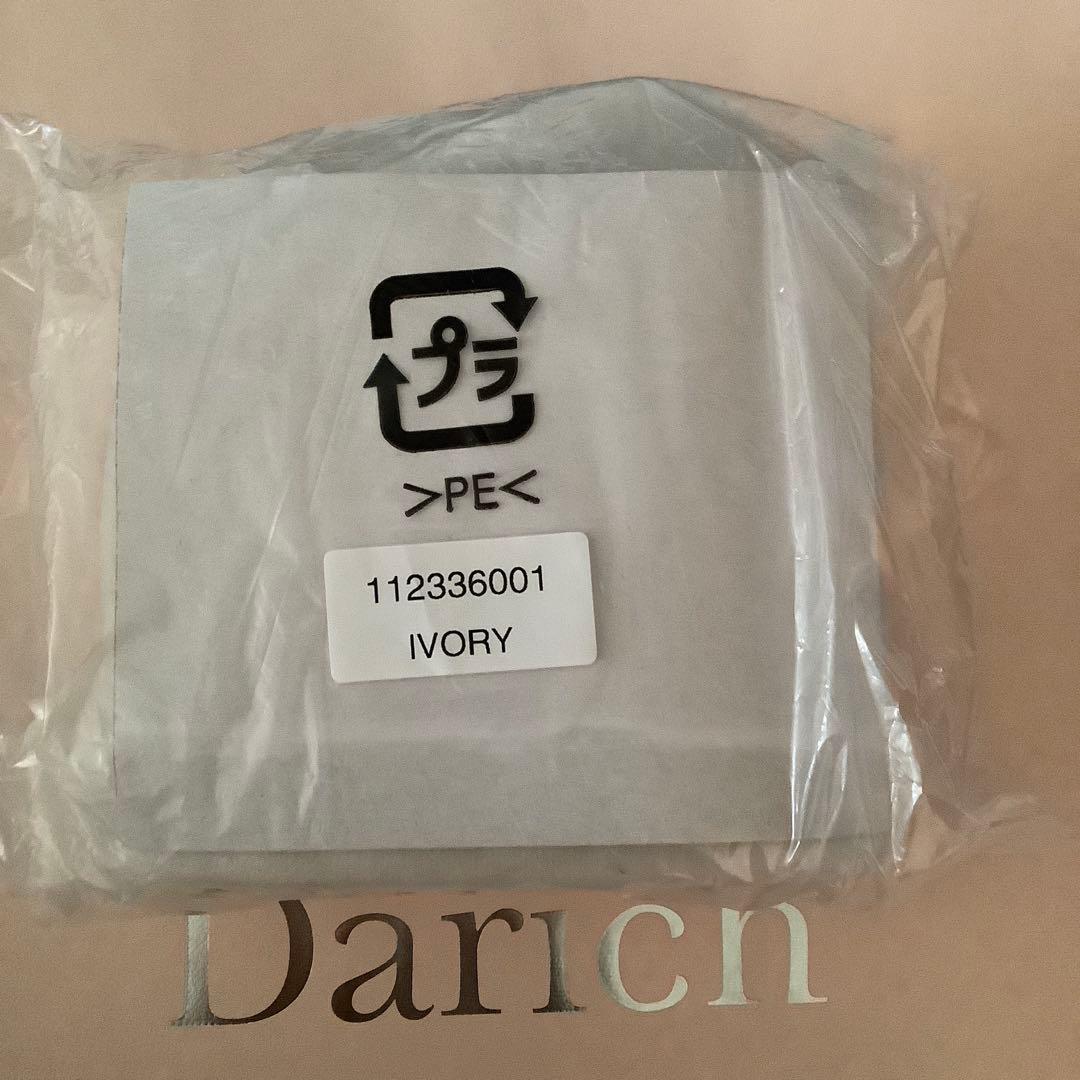 プラ
>PE<
112336001
IVORY
Darich